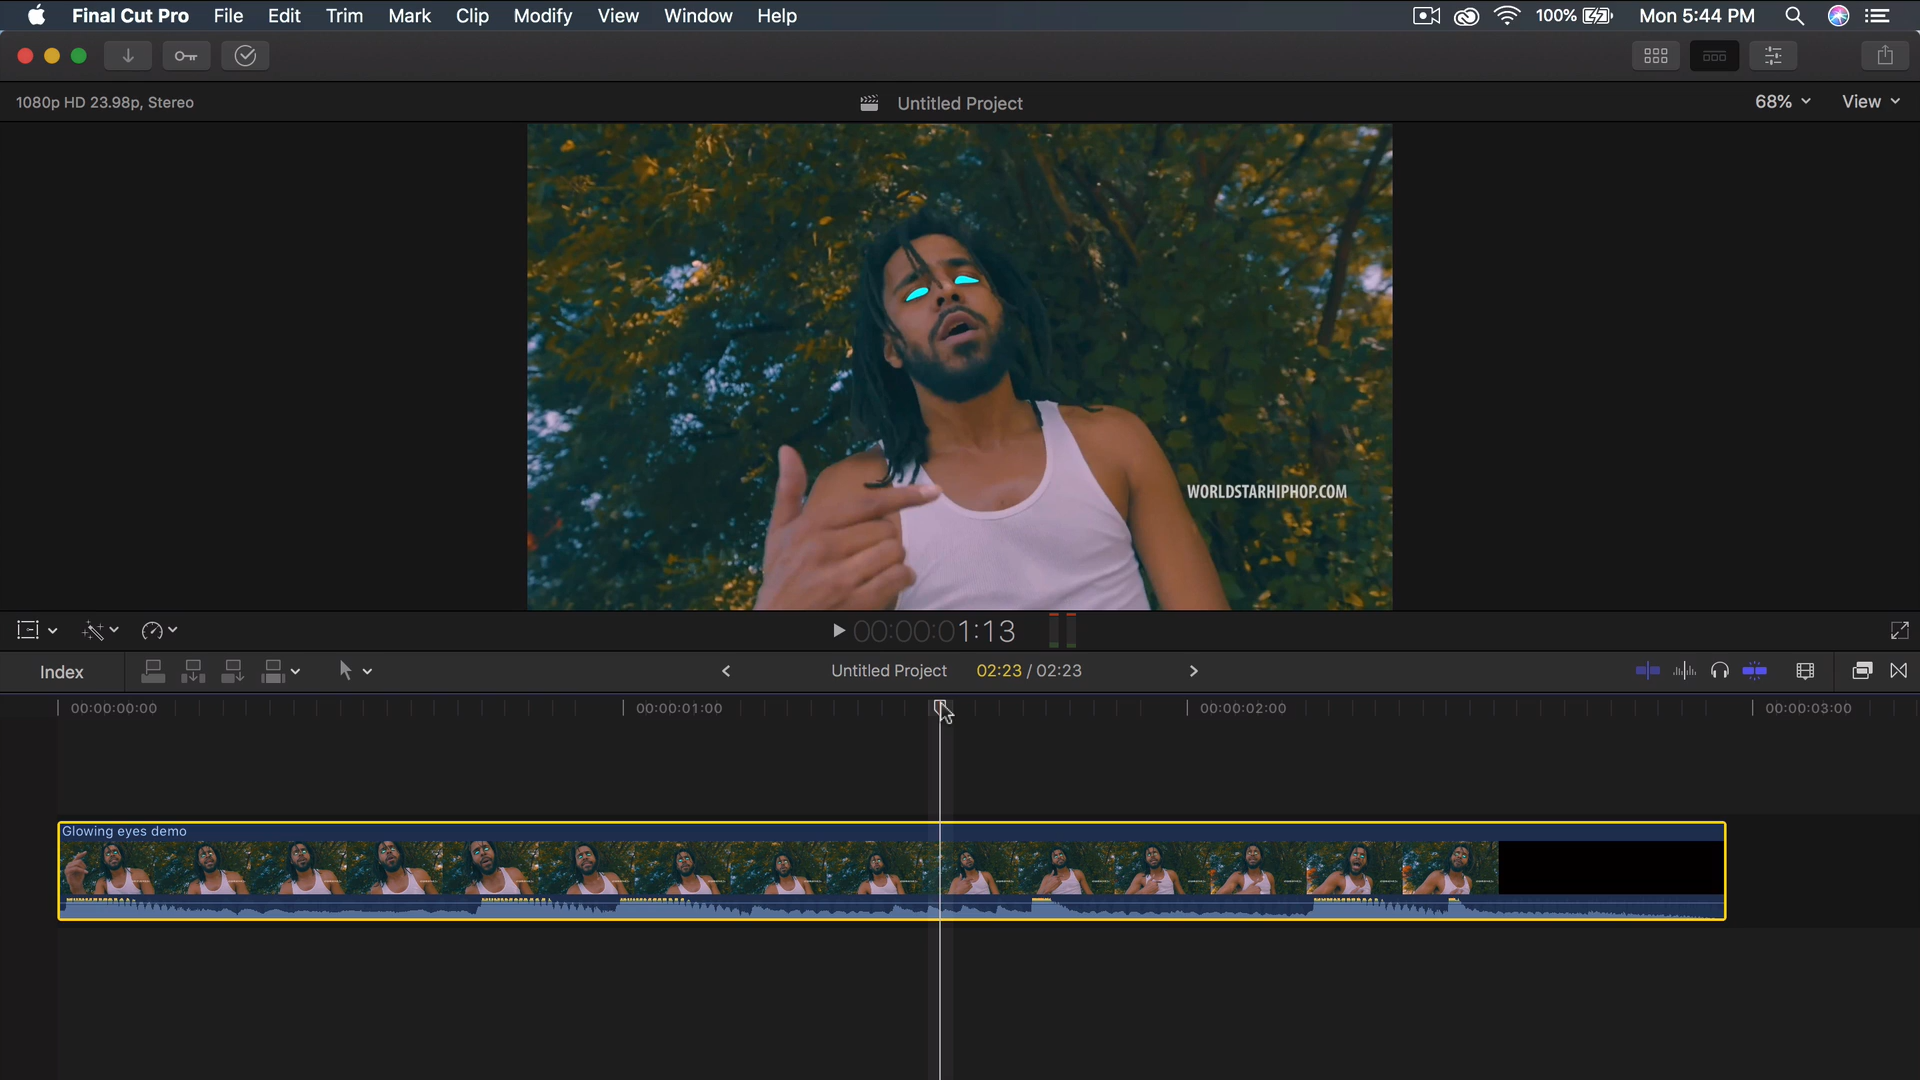 Final Cut Pro File Edit Trim Mark Clip Modify View Window Help 100% Mon 5:44 PM
1080p HD 23.98p, Stereo Untitled Project 68% View
WORLDSTARHIPHOP.COM
00:00:01:13
Index Untitled Project 02:23 / 02:23
00:00:00:00 00:00:01:00 00:00:02:00 00:00:03:00
Glowing eyes demo